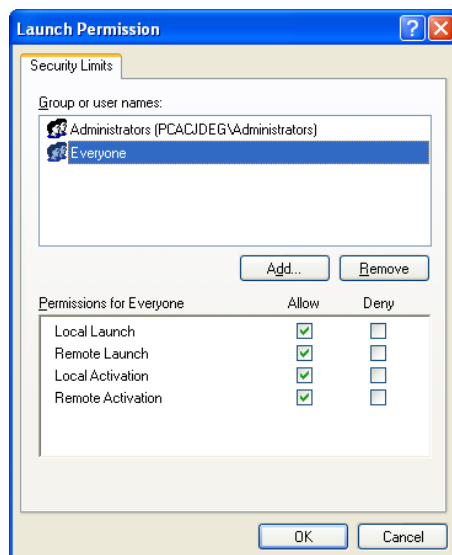 Launch Permission
Security Limits
Group or user names:
Administrators (PCACJDEG\Administrators)
Everyone
Add... Remove
Permissions for Everyone Allow Deny
Local Launch
Remote Launch
Local Activation
Remote Activation
OK Cancel